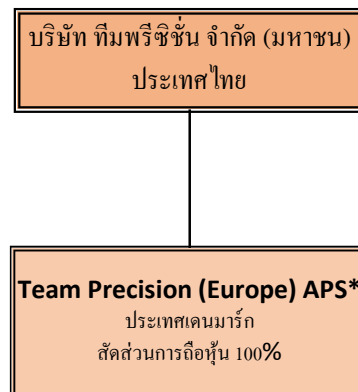 บริษัท ทีมพรีซิชั่น จำกัด (มหาชน)
ประเทศไทย
Team Precision (Europe) APS*
ประเทศเดนมาร์ก
สัดส่วนการถือหุ้น 100%